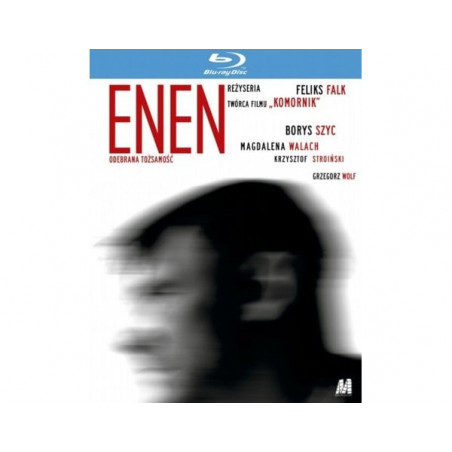 Blu-ray Disc
ENEN
ODEBRANA TOŻSAMOŚĆ
REŻYSERIA FELIKS FALK
TWÓRCA FILMU „KOMORNIK”
BORYS SZYC
MAGDALENA WALACH
KRZYSZTOF STROIŃSKI
GRZEGORZ WOLF
M